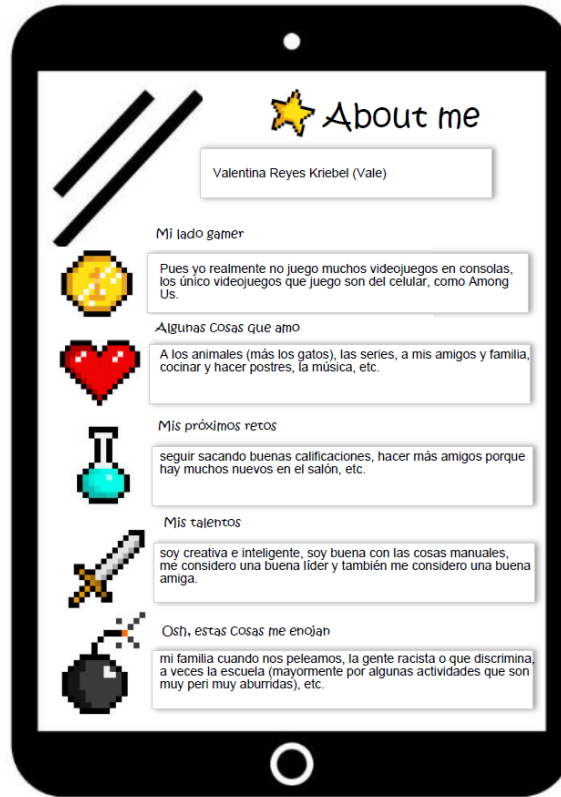 About me
Valentina Reyes Kriebel (Vale)
Mi lado gamer
Pues yo realmente no juego muchos videojuegos en consolas,
los único videojuegos que juego son del celular, como Among
Us.
Algunas cosas que amo
A los animales (más los gatos), las series, a mis amigos y familia,
cocinar y hacer postres, la música, etc.
Mis próximos retos
seguir sacando buenas calificaciones, hacer más amigos porque
hay muchos nuevos en el salón, etc.
Mis talentos
soy creativa e inteligente, soy buena con las cosas manuales,
me considero una buena líder y también me considero una buena
amiga.
Osh, estas cosas me enojan
mi familia cuando nos peleamos, la gente racista o que discrimina,
a veces la escuela (mayormente por algunas actividades que son
muy peri muy aburridas), etc.